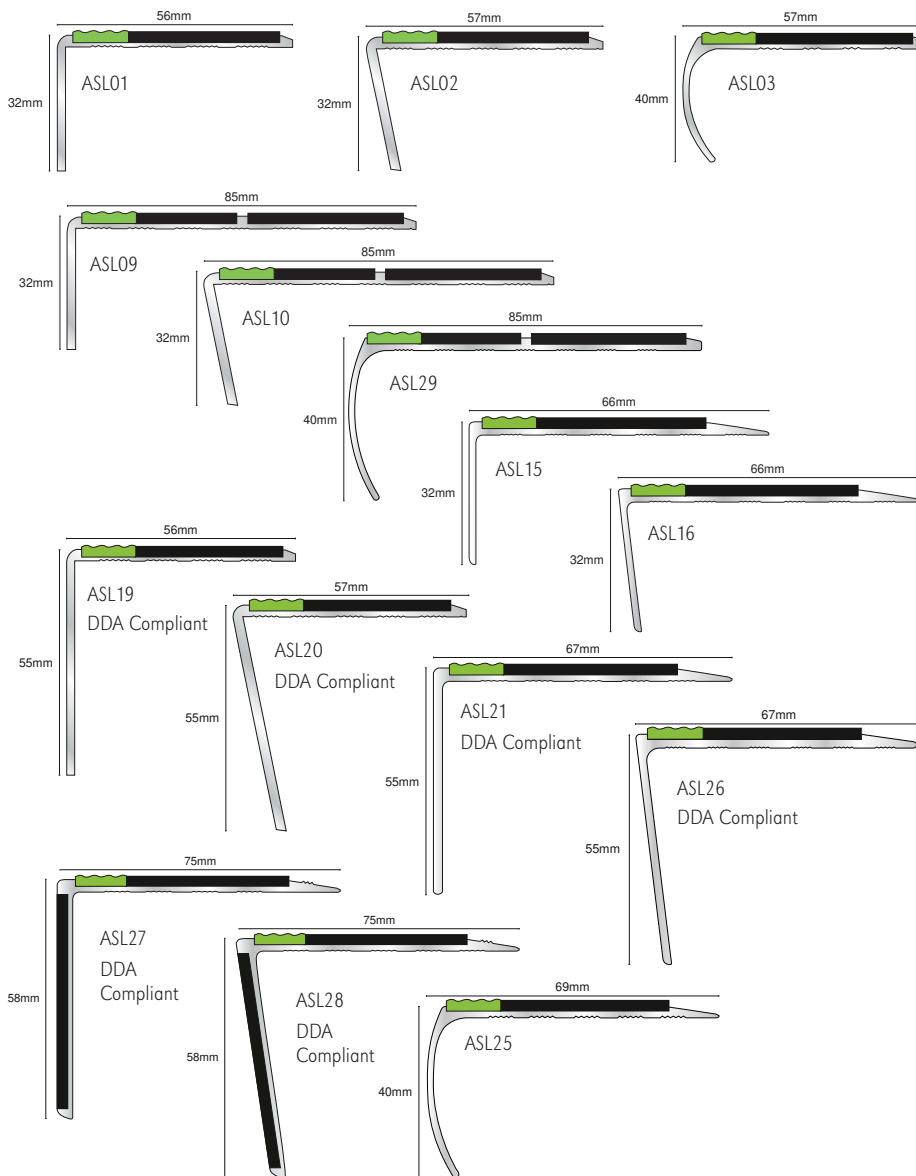 56mm
32mm
ASL01
57mm
32mm
ASL02
57mm
40mm
ASL03
85mm
32mm
ASL09
85mm
32mm
ASL10
85mm
40mm
ASL29
66mm
32mm
ASL15
66mm
32mm
ASL16
56mm
55mm
ASL19
DDA Compliant
57mm
55mm
ASL20
DDA Compliant
67mm
55mm
ASL21
DDA Compliant
67mm
55mm
ASL26
DDA Compliant
75mm
58mm
ASL27
DDA
Compliant
75mm
58mm
ASL28
DDA
Compliant
69mm
40mm
ASL25